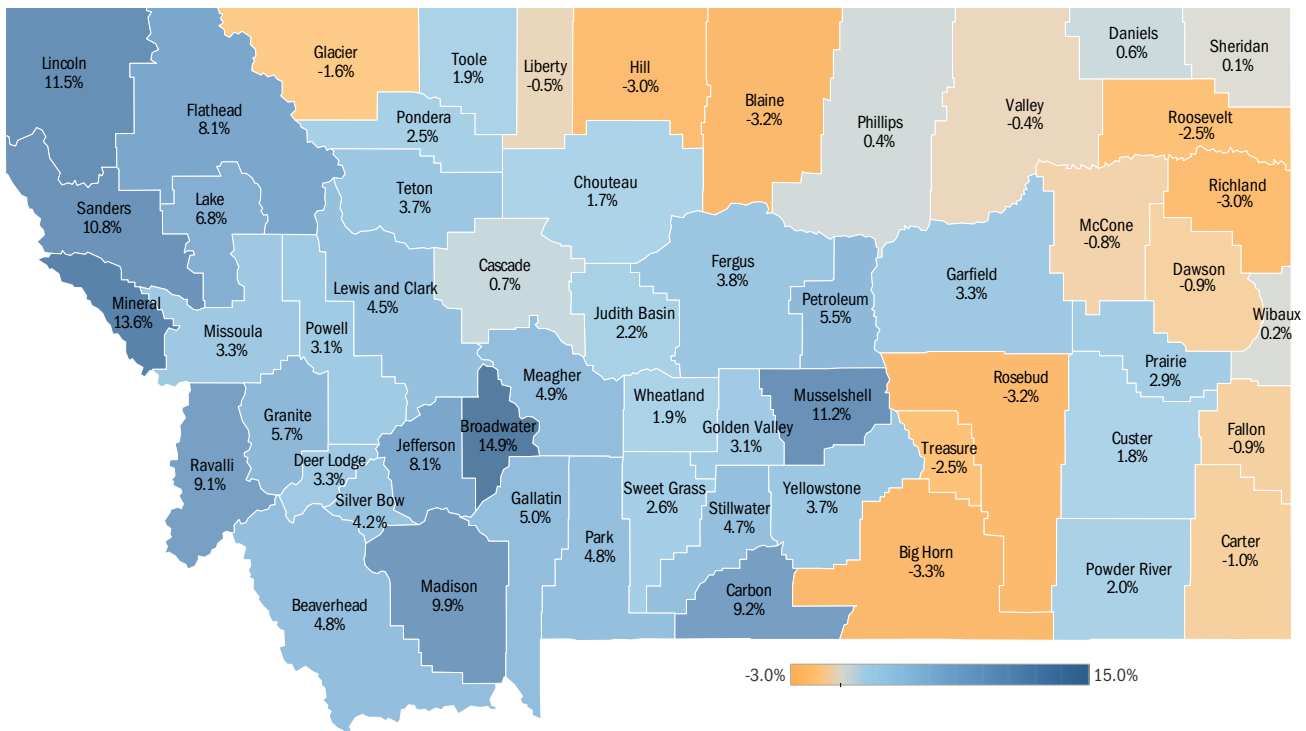 Lincoln
11.5%
Flathead
8.1%
Glacier
-1.6%
Toole
1.9%
Liberty
-0.5%
Hill
-3.0%
Blaine
-3.2%
Phillips
0.4%
Valley
-0.4%
Daniels
0.6%
Sheridan
0.1%
Roosevelt
-2.5%
Pondera
2.5%
Teton
3.7%
Chouteau
1.7%
Richland
-3.0%
McCone
-0.8%
Dawson
-0.9%
Sanders
10.8%
Lake
6.8%
Cascade
0.7%
Fergus
3.8%
Garfield
3.3%
Petroleum
5.5%
Wibaux
0.2%
Mineral
13.6%
Missoula
3.3%
Powell
3.1%
Lewis and Clark
4.5%
Judith Basin
2.2%
Prairie
2.9%
Meagher
4.9%
Wheatland
1.9%
Golden Valley
3.1%
Musselshell
11.2%
Rosebud
-3.2%
Granite
5.7%
Broadwater
14.9%
Jefferson
8.1%
Treasure
-2.5%
Custer
1.8%
Fallon
-0.9%
Ravalli
9.1%
Deer Lodge
3.3%
Silver Bow
4.2%
Gallatin
5.0%
Park
4.8%
Sweet Grass
2.6%
Stillwater
4.7%
Yellowstone
3.7%
Big Horn
-3.3%
Carter
-1.0%
Powder River
2.0%
Beaverhead
4.8%
Madison
9.9%
Carbon
9.2%
-3.0%
15.0%